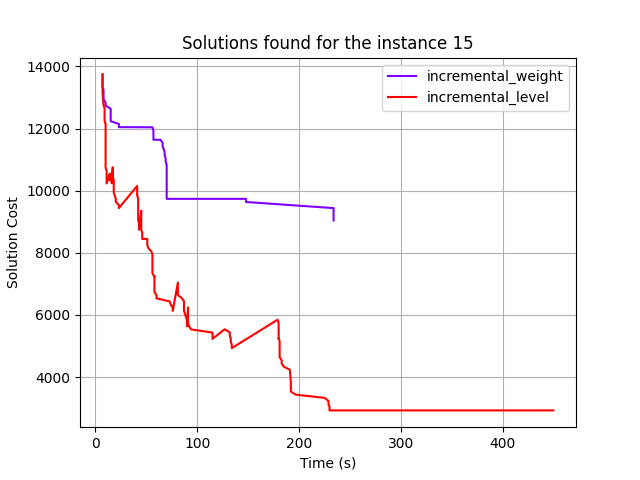 Solutions found for the instance 15
incremental_weight
incremental_level
14000
12000
10000
8000
6000
4000
Solution Cost
0 100 200 300 400
Time (s)